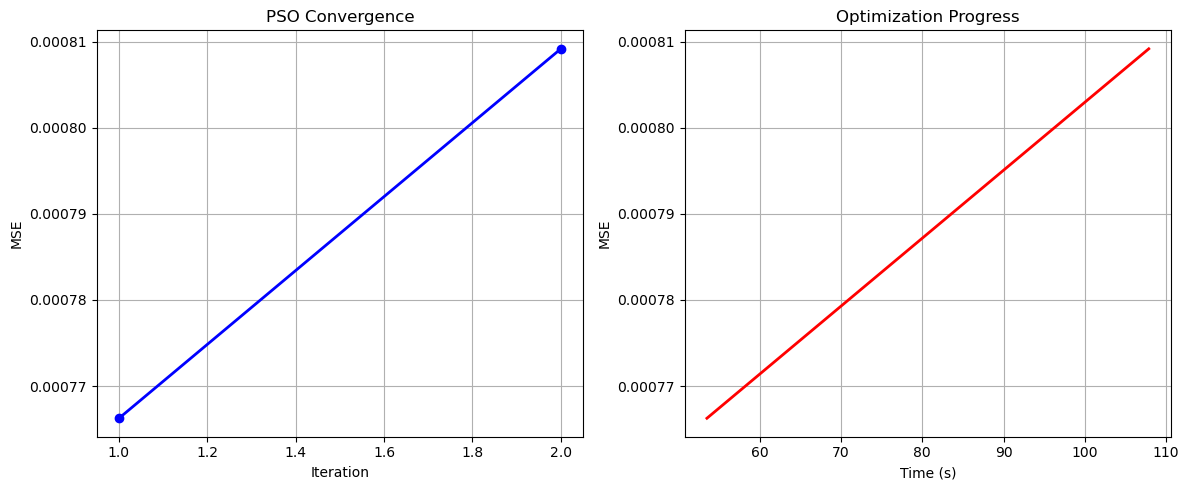 PSO Convergence
0.00081
0.00080
0.00079
0.00078
0.00077
MSE
1.0 1.2 1.4 1.6 1.8 2.0
Iteration
Optimization Progress
0.00081
0.00080
0.00079
0.00078
0.00077
MSE
60 70 80 90 100 110
Time (s)